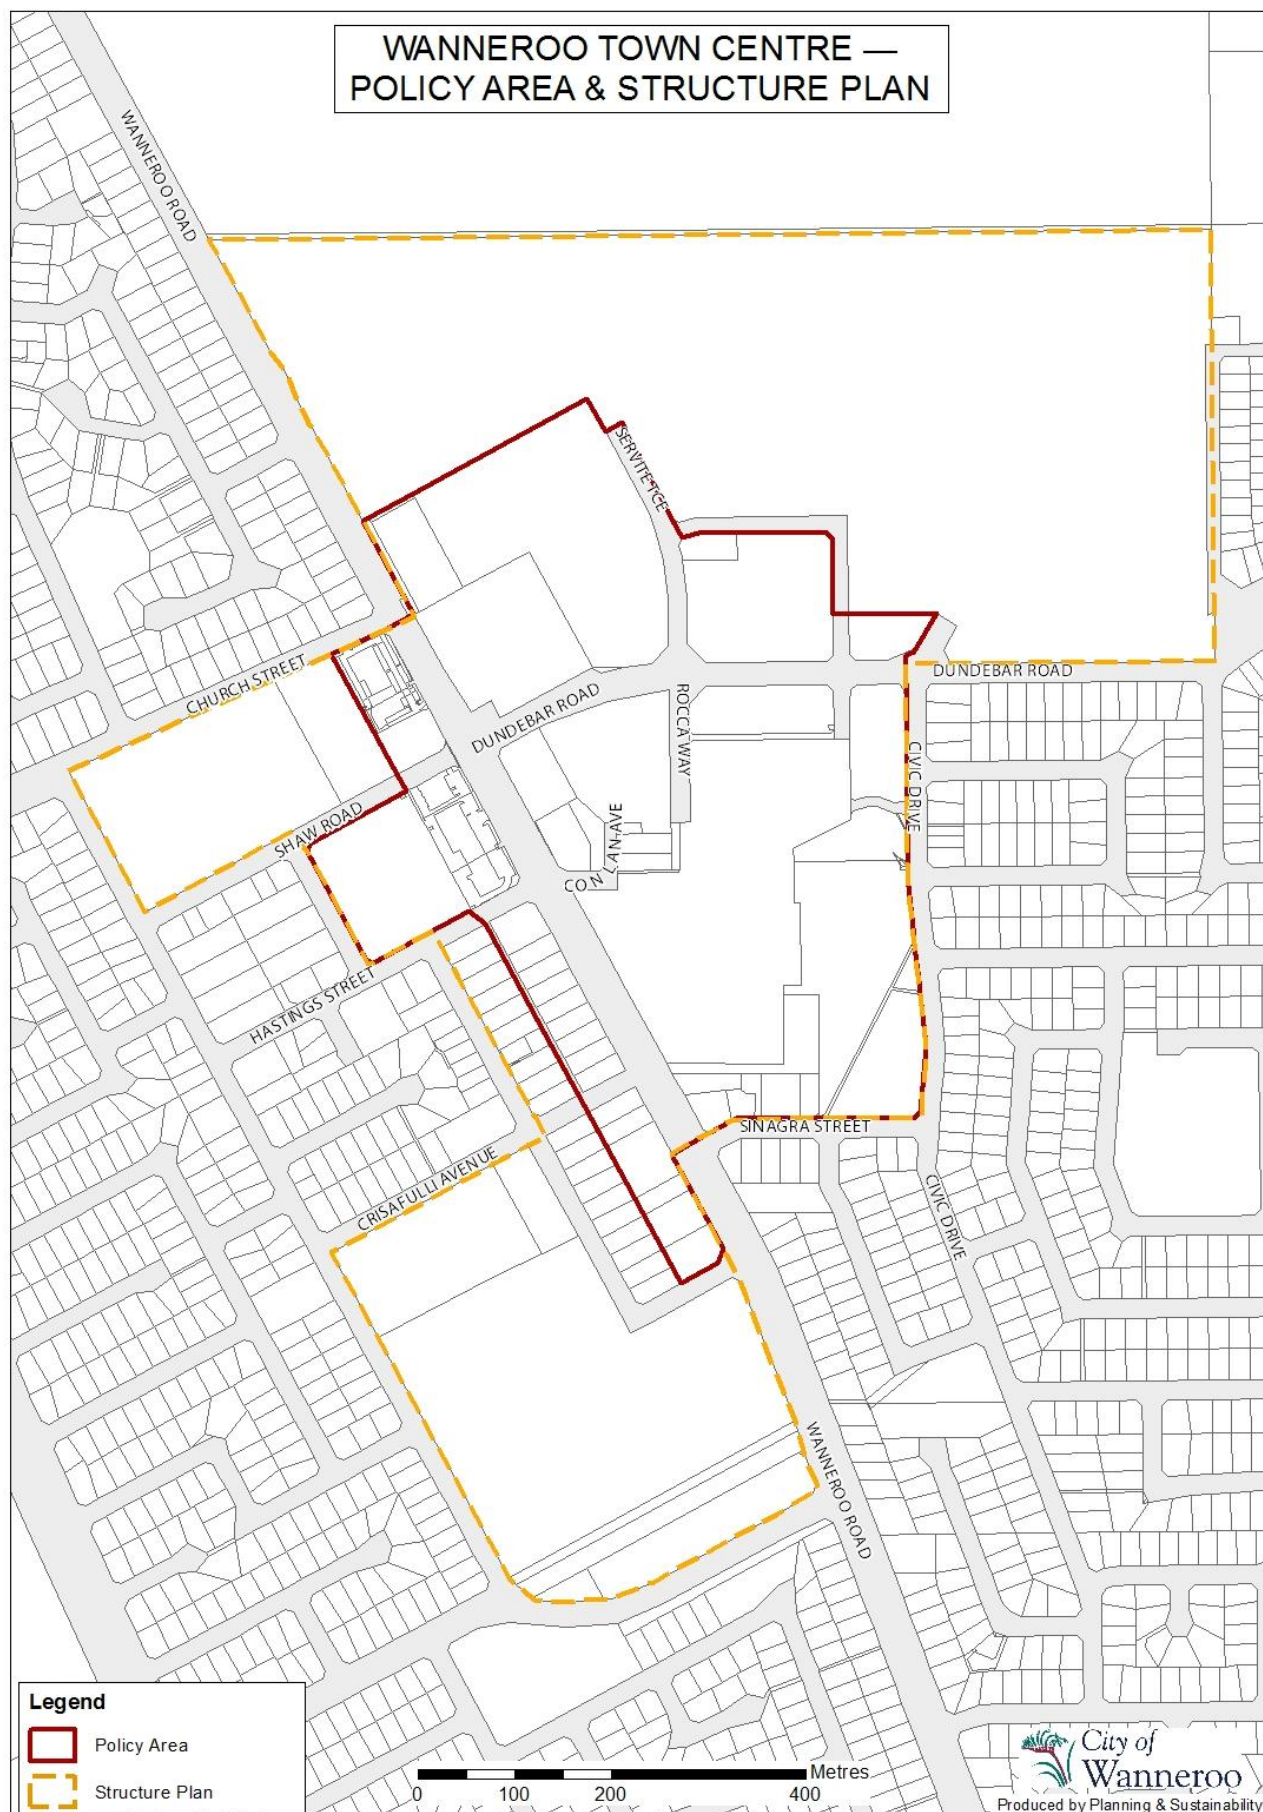 WANNEROO TOWN CENTRE —
POLICY AREA & STRUCTURE PLAN
WANNEROO ROAD
SERVITE TCE
CHURCH STREET
DUNDEBAR ROAD
DUNDEBAR ROAD
ROCCA WAY
CIVIC DRIVE
SHAW ROAD
CONLAN AVE
HASTINGS STREET
SINAGRA STREET
CRISAFULLI AVENUE
CIVIC DRIVE
WANNEROO ROAD
Legend
Policy Area
Structure Plan
Metres
0 100 200 400
City of
Wanneroo
Produced by Planning & Sustainability